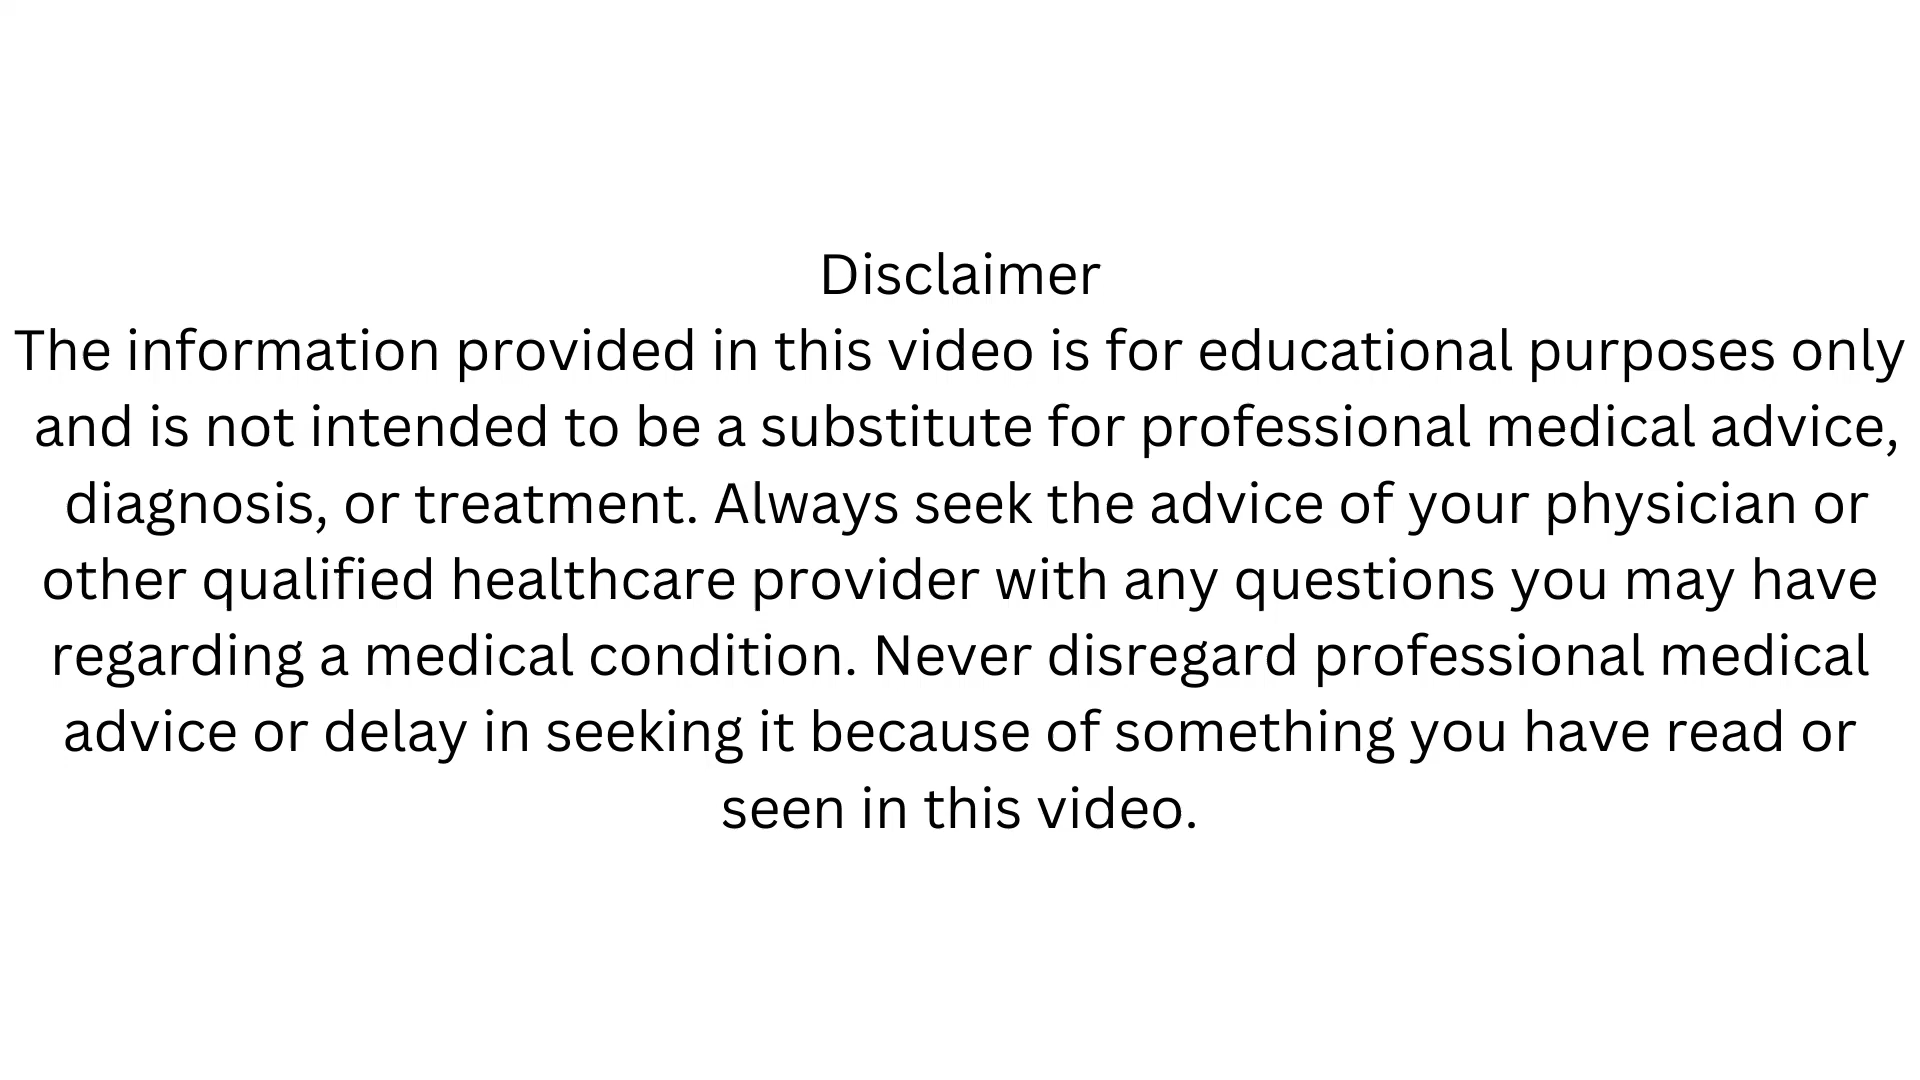 Disclaimer
The information provided in this video is for educational purposes only
and is not intended to be a substitute for professional medical advice,
diagnosis, or treatment. Always seek the advice of your physician or
other qualified healthcare provider with any questions you may have
regarding a medical condition. Never disregard professional medical
advice or delay in seeking it because of something you have read or
seen in this video.